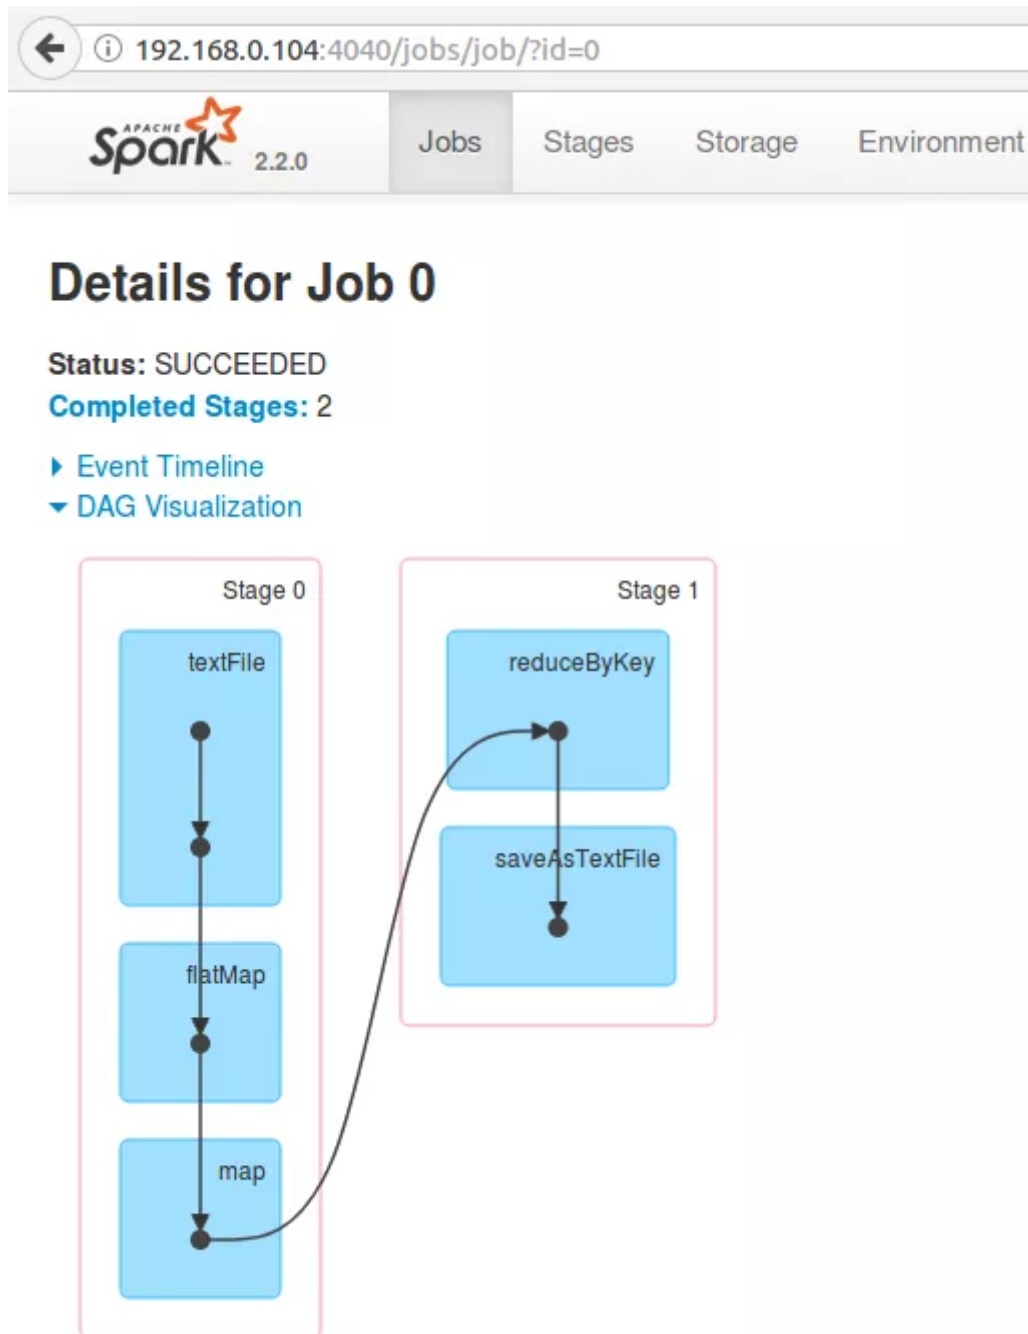 192.168.0.104:4040/jobs/job/?id=0
APACHE
Spark™ 2.2.0
Jobs
Stages
Storage
Environment
Details for Job 0
Status: SUCCEEDED
Completed Stages: 2
Event Timeline
DAG Visualization
Stage 0
textFile
flatMap
map
Stage 1
reduceByKey
saveAsTextFile